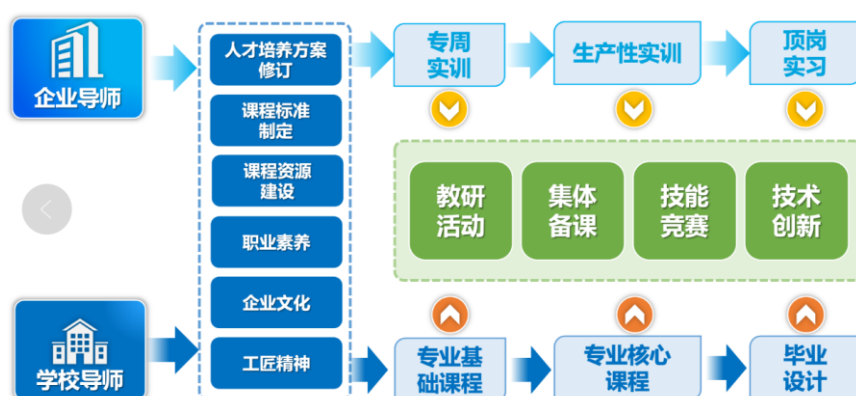 企业导师
人才培养方案
修订
课程标准
制定
课程资源
建设
职业素养
企业文化
工匠精神
专周
实训
生产性实训
顶岗
实习
教研
活动
集体
备课
技能
竞赛
技术
创新
学校导师
专业基
础课程
专业核心
课程
毕业
设计